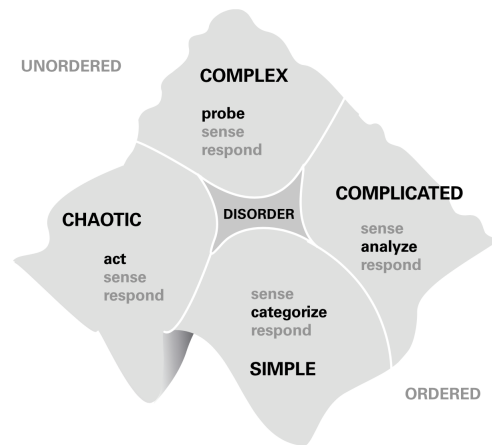 UNORDERED
COMPLEX
probe
sense
respond
COMPLICATED
sense
analyze
respond
DISORDER
CHAOTIC
act
sense
respond
sense
categorize
respond
SIMPLE
ORDERED